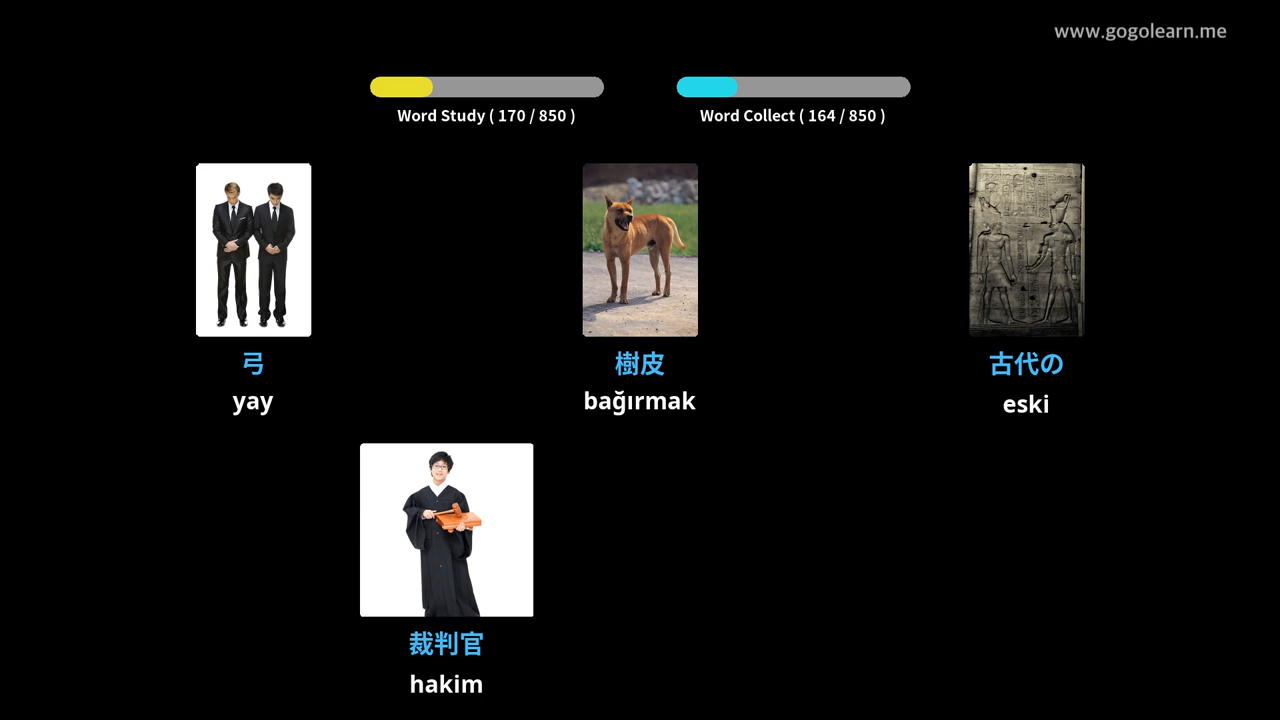 www.gogolearn.me
Word Study ( 170 / 850 )
Word Collect ( 164 / 850 )
弓
yay
樹皮
bağırmak
古代の
eski
裁判官
hakim